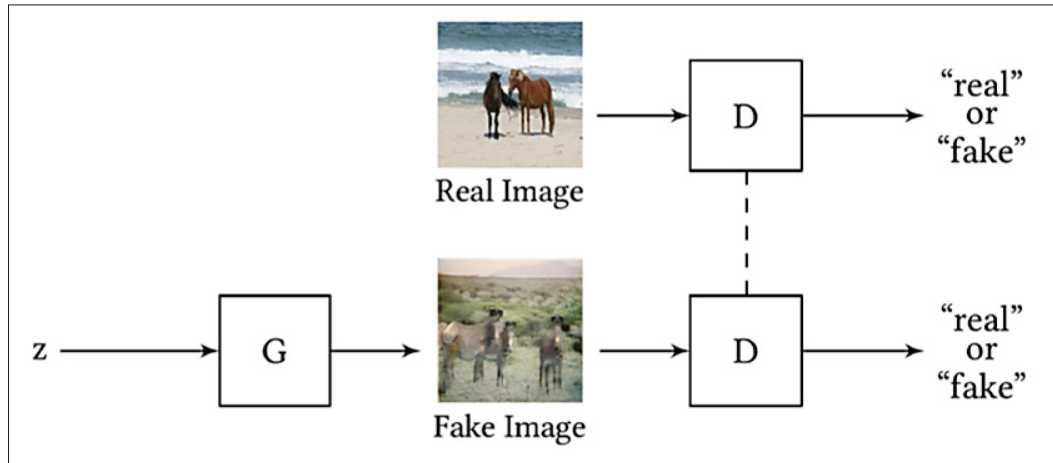 “real”
or
“fake”
D
Real Image
z
G
D
“real”
or
“fake”
Fake Image